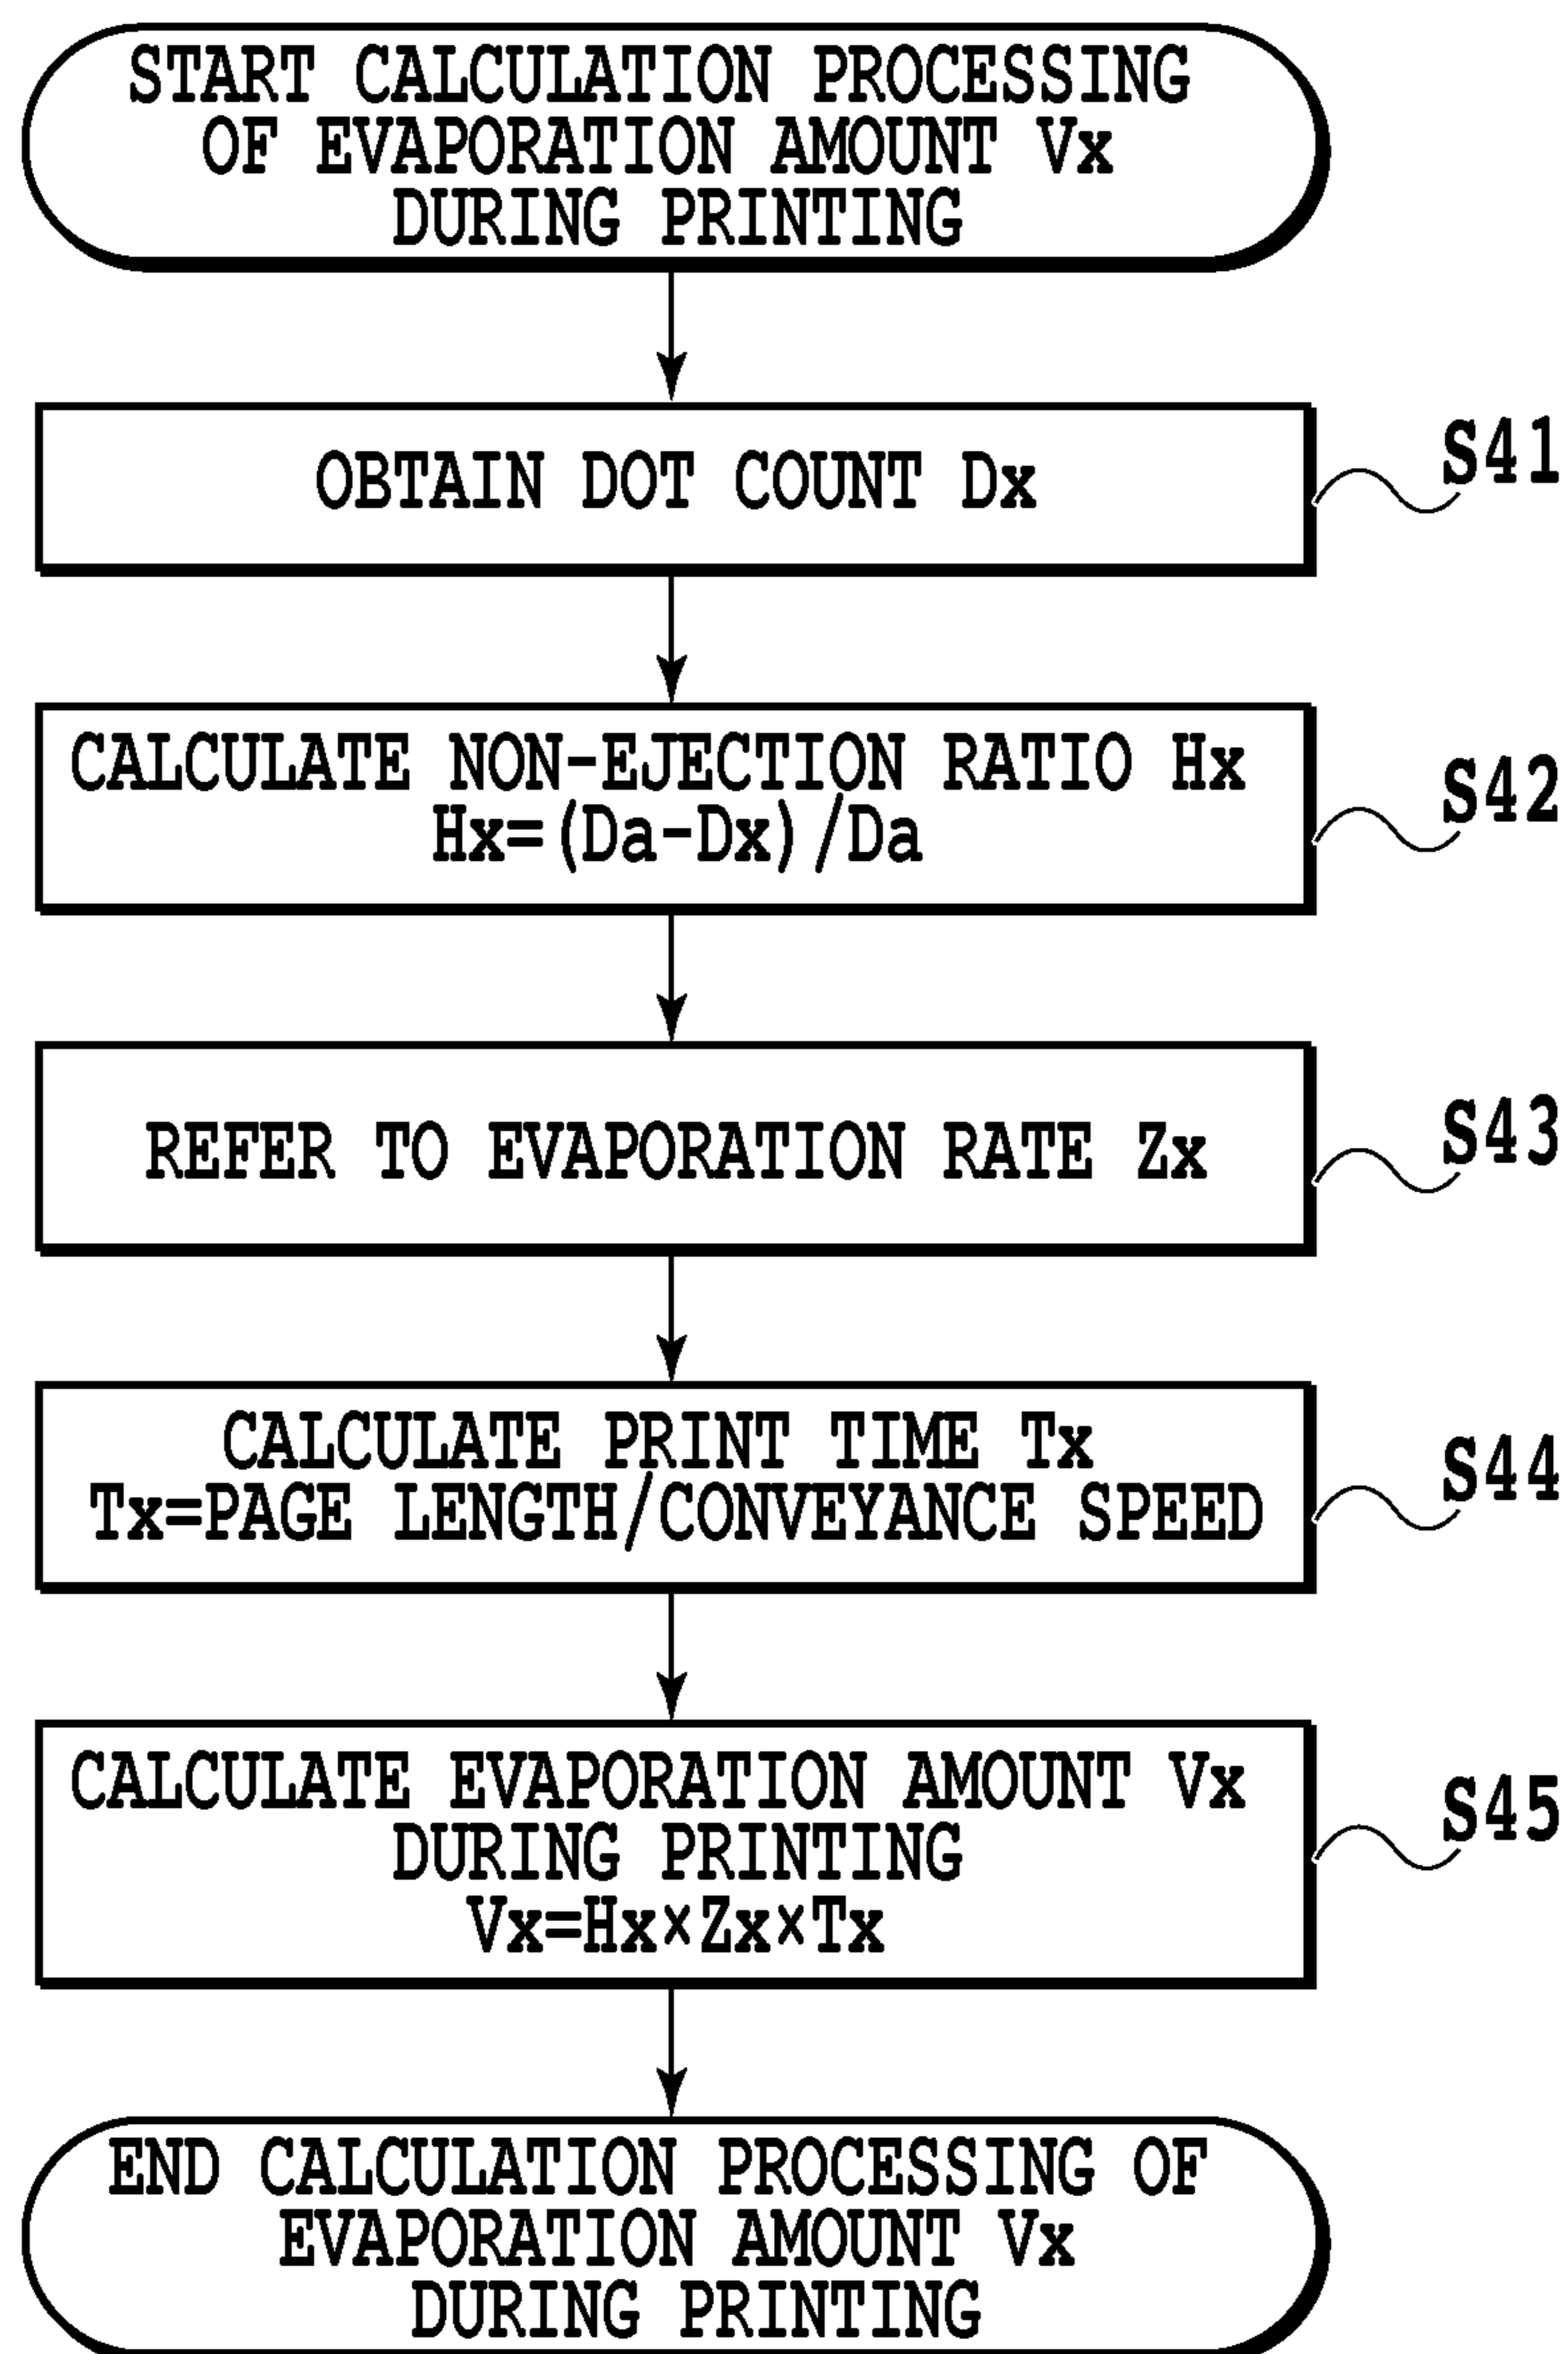 START CALCULATION PROCESSING
OF EVAPORATION AMOUNT Vx
DURING PRINTING
OBTAIN DOT COUNT Dx
S41
CALCULATE NON-EJECTION RATIO Hx
Hx=(Da-Dx)/Da
S42
REFER TO EVAPORATION RATE Zx
S43
CALCULATE PRINT TIME Tx
Tx=PAGE LENGTH/CONVEYANCE SPEED
S44
CALCULATE EVAPORATION AMOUNT Vx
DURING PRINTING
Vx=Hx×Zx×Tx
S45
END CALCULATION PROCESSING OF
EVAPORATION AMOUNT Vx
DURING PRINTING